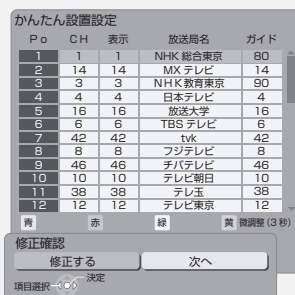 かんたん設置設定
Ｐｏ ＣＨ 表示 放送局名 ガイド
1 1 1 NHK 総合東京 80
2 14 14 MX テレビ 14
3 3 3 ＮＨＫ教育東京 90
4 4 4 日本テレビ 4
5 16 16 放送大学 16
6 6 6 TBS テレビ 6
7 42 42 tvk 42
8 8 8 フジテレビ 8
9 46 46 チバテレビ 46
10 10 10 テレビ朝日 10
11 38 38 テレ玉 38
12 12 12 テレビ東京 12
青 赤 緑 黄 微調整 (3 秒)
修正確認
修正する 次へ
項目選択 決定